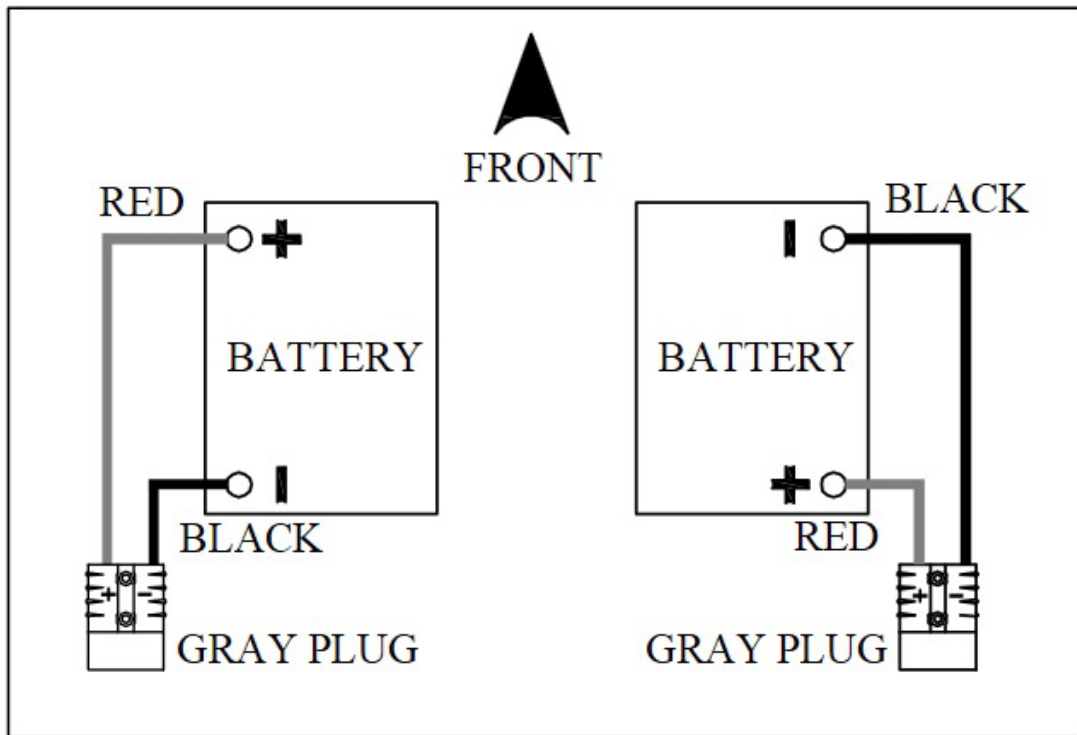 FRONT
RED
BLACK
+
-
BATTERY
BATTERY
-
+
BLACK
RED
+ -
+ -
GRAY PLUG
GRAY PLUG